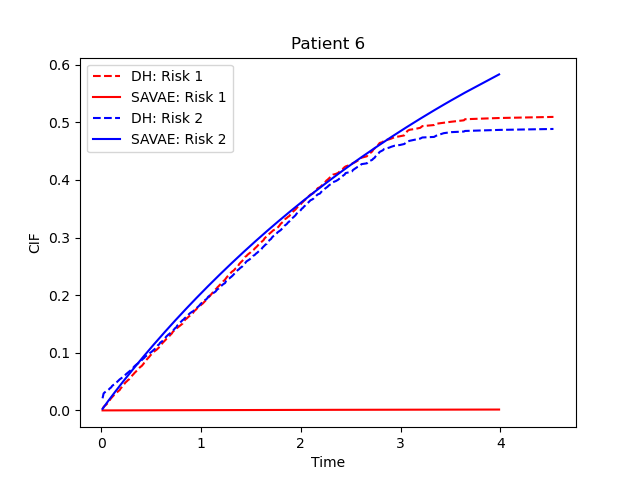 Patient 6
0.6
0.5
0.4
0.3
0.2
0.1
0.0
CIF
DH: Risk 1
SAVAE: Risk 1
DH: Risk 2
SAVAE: Risk 2
0 1 2 3 4
Time